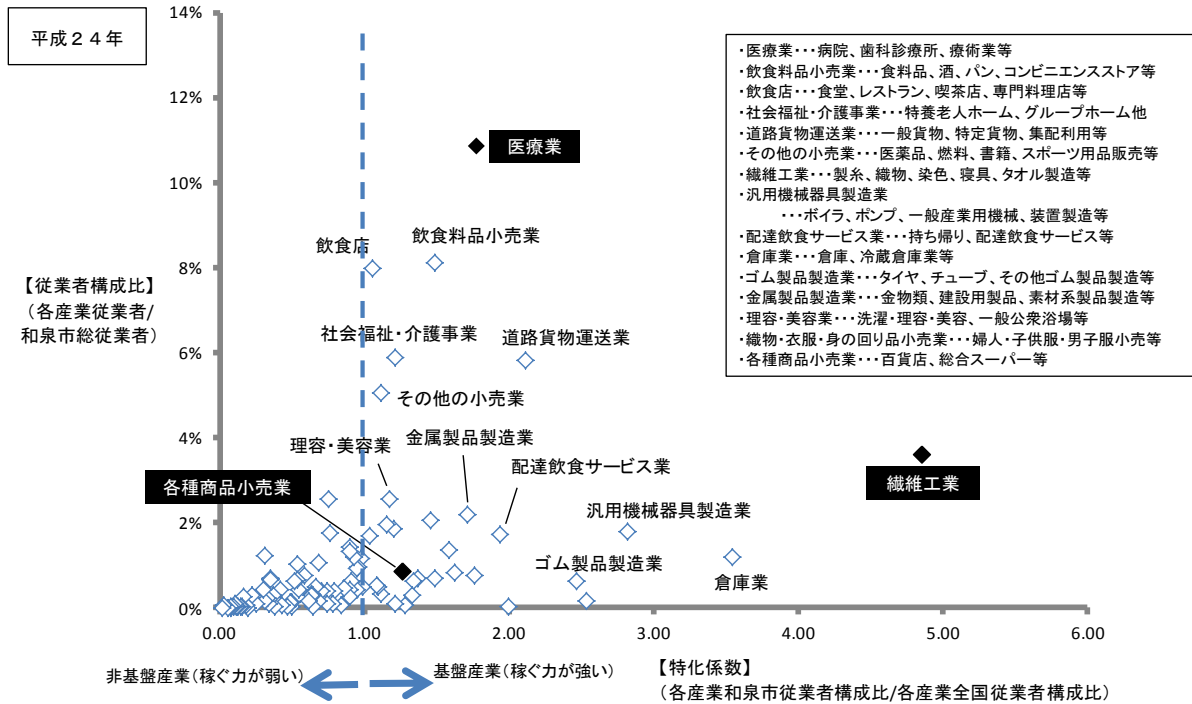 平成２４年
14%
12%
10%
8%
6%
4%
2%
0%
【従業者構成比】
（各産業従業者/
和泉市総従業者）
医療業
飲食店
飲食料品小売業
社会福祉・介護事業
道路貨物運送業
その他の小売業
理容・美容業
金属製品製造業
各種商品小売業
配達飲食サービス業
繊維工業
汎用機械器具製造業
ゴム製品製造業
倉庫業
・医療業・・・病院、歯科診療所、療術業等
・飲食料品小売業・・・食料品、酒、パン、コンビニエンスストア等
・飲食店・・・食堂、レストラン、喫茶店、専門料理店等
・社会福祉・介護事業・・・特養老人ホーム、グループホーム他
・道路貨物運送業・・・一般貨物、特定貨物、集配利用等
・その他の小売業・・・医薬品、燃料、書籍、スポーツ用品販売等
・繊維工業・・・製糸、織物、染色、寝具、タオル製造等
・汎用機械器具製造業
・・・ボイラ、ポンプ、一般産業用機械、装置製造等
・配達飲食サービス業・・・持ち帰り、配達飲食サービス等
・倉庫業・・・倉庫、冷蔵倉庫業等
・ゴム製品製造業・・・タイヤ、チューブ、その他ゴム製品製造等
・金属製品製造業・・・金物類、建設用製品、素材系製品製造等
・理容・美容業・・・洗濯・理容・美容、一般公衆浴場等
・織物・衣服・身の回り品小売業・・・婦人・子供服・男子服小売等
・各種商品小売業・・・百貨店、総合スーパー等
0.00 1.00 2.00 3.00 4.00 5.00 6.00
非基盤産業（稼ぐ力が弱い）
基盤産業（稼ぐ力が強い）
【特化係数】
（各産業和泉市従業者構成比/各産業全国従業者構成比）